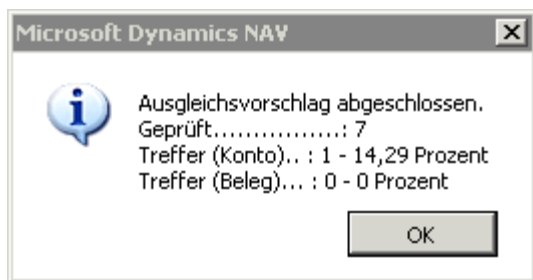 Microsoft Dynamics NAV
Ausgleichsvorschlag abgeschlossen.
Geprüft................: 7
Treffer (Konto).. : 1 - 14,29 Prozent
Treffer (Beleg)... : 0 - 0 Prozent
OK